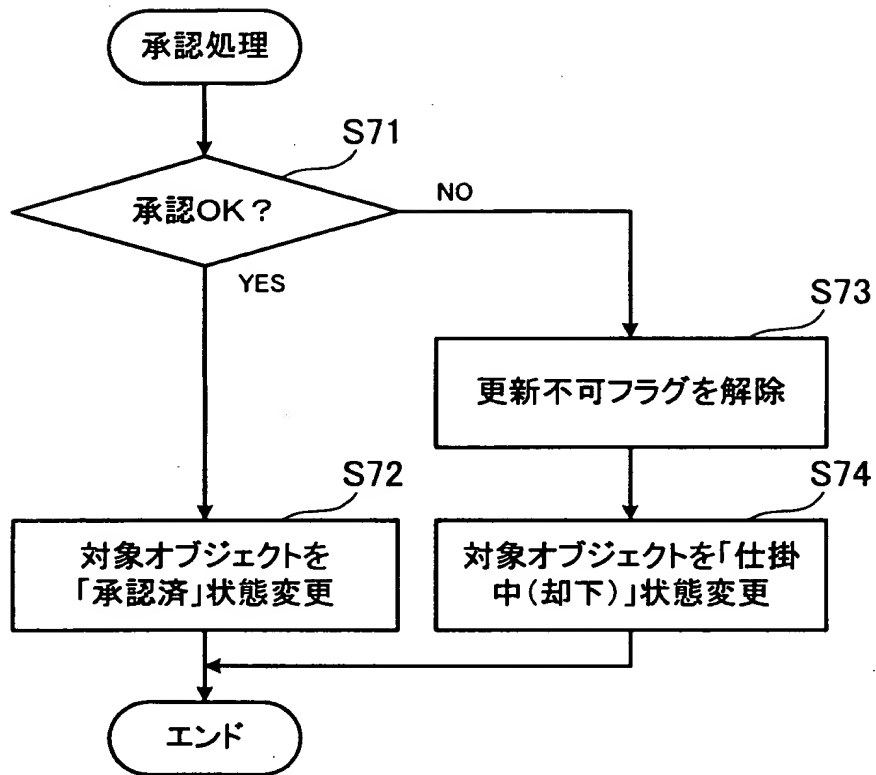 承認処理
S71
承認OK?
NO
YES
S73
更新不可フラグを解除
S72
対象オブジェクトを
「承認済」状態変更
S74
対象オブジェクトを「仕掛
中(却下)」状態変更
エンド